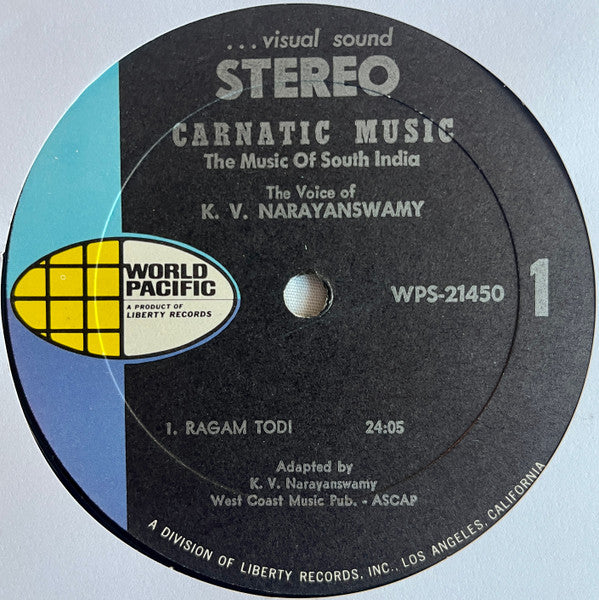 ...visual sound
STEREO
CARNATIC MUSIC
The Music Of South India
The Voice of
K. V. NARAYANSWAMY
WORLD
PACIFIC
A PRODUCT OF
LIBERTY RECORDS
WPS-21450
1
1. RAGAM TODI 24:05
Adapted by
K. V. Narayanswamy
West Coast Music Pub. - ASCAP
A DIVISION OF LIBERTY RECORDS, INC., LOS ANGELES, CALIFORNIA